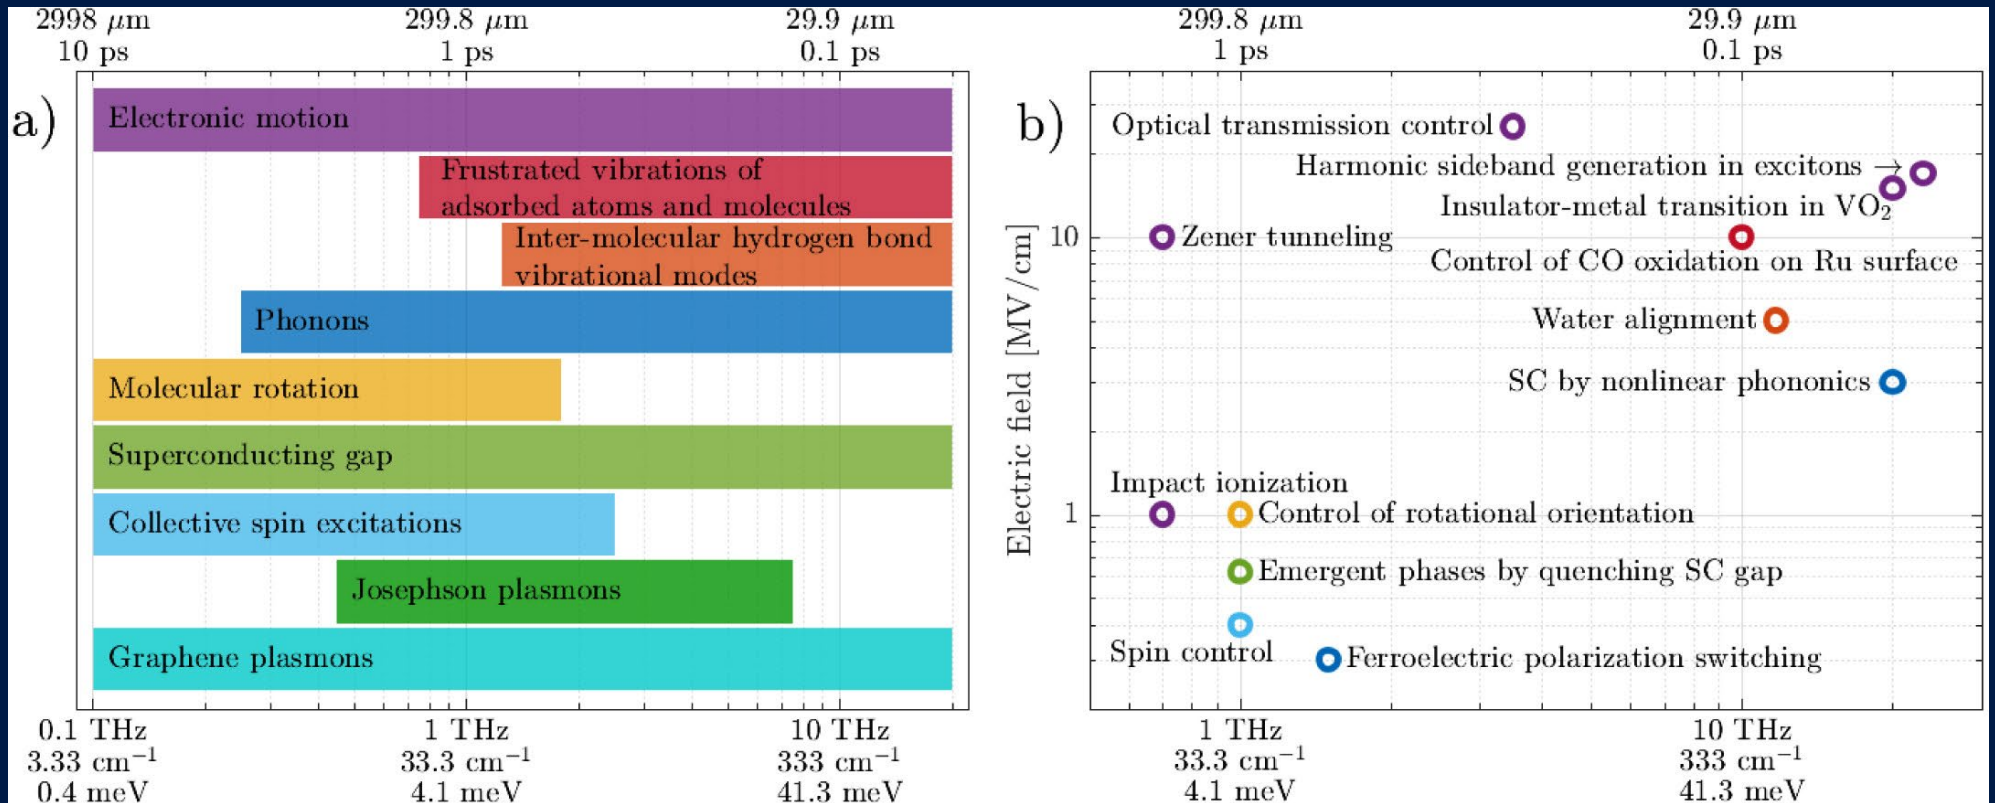 2998 μm
10 ps
299.8 μm
1 ps
29.9 μm
0.1 ps
a)
Electronic motion
Frustrated vibrations of
adsorbed atoms and molecules
Inter-molecular hydrogen bond
vibrational modes
Phonons
Molecular rotation
Superconducting gap
Collective spin excitations
Josephson plasmons
Graphene plasmons
0.1 THz
3.33 cm⁻¹
0.4 meV
1 THz
33.3 cm⁻¹
4.1 meV
10 THz
333 cm⁻¹
41.3 meV
299.8 μm
1 ps
29.9 μm
0.1 ps
b)
Electric field [MV/cm]
10
1
Optical transmission control
Harmonic sideband generation in excitons →
Insulator-metal transition in VO₂
Zener tunneling
Control of CO oxidation on Ru surface
Water alignment
SC by nonlinear phononics
Impact ionization
Control of rotational orientation
Emergent phases by quenching SC gap
Spin control
Ferroelectric polarization switching
1 THz
33.3 cm⁻¹
4.1 meV
10 THz
333 cm⁻¹
41.3 meV